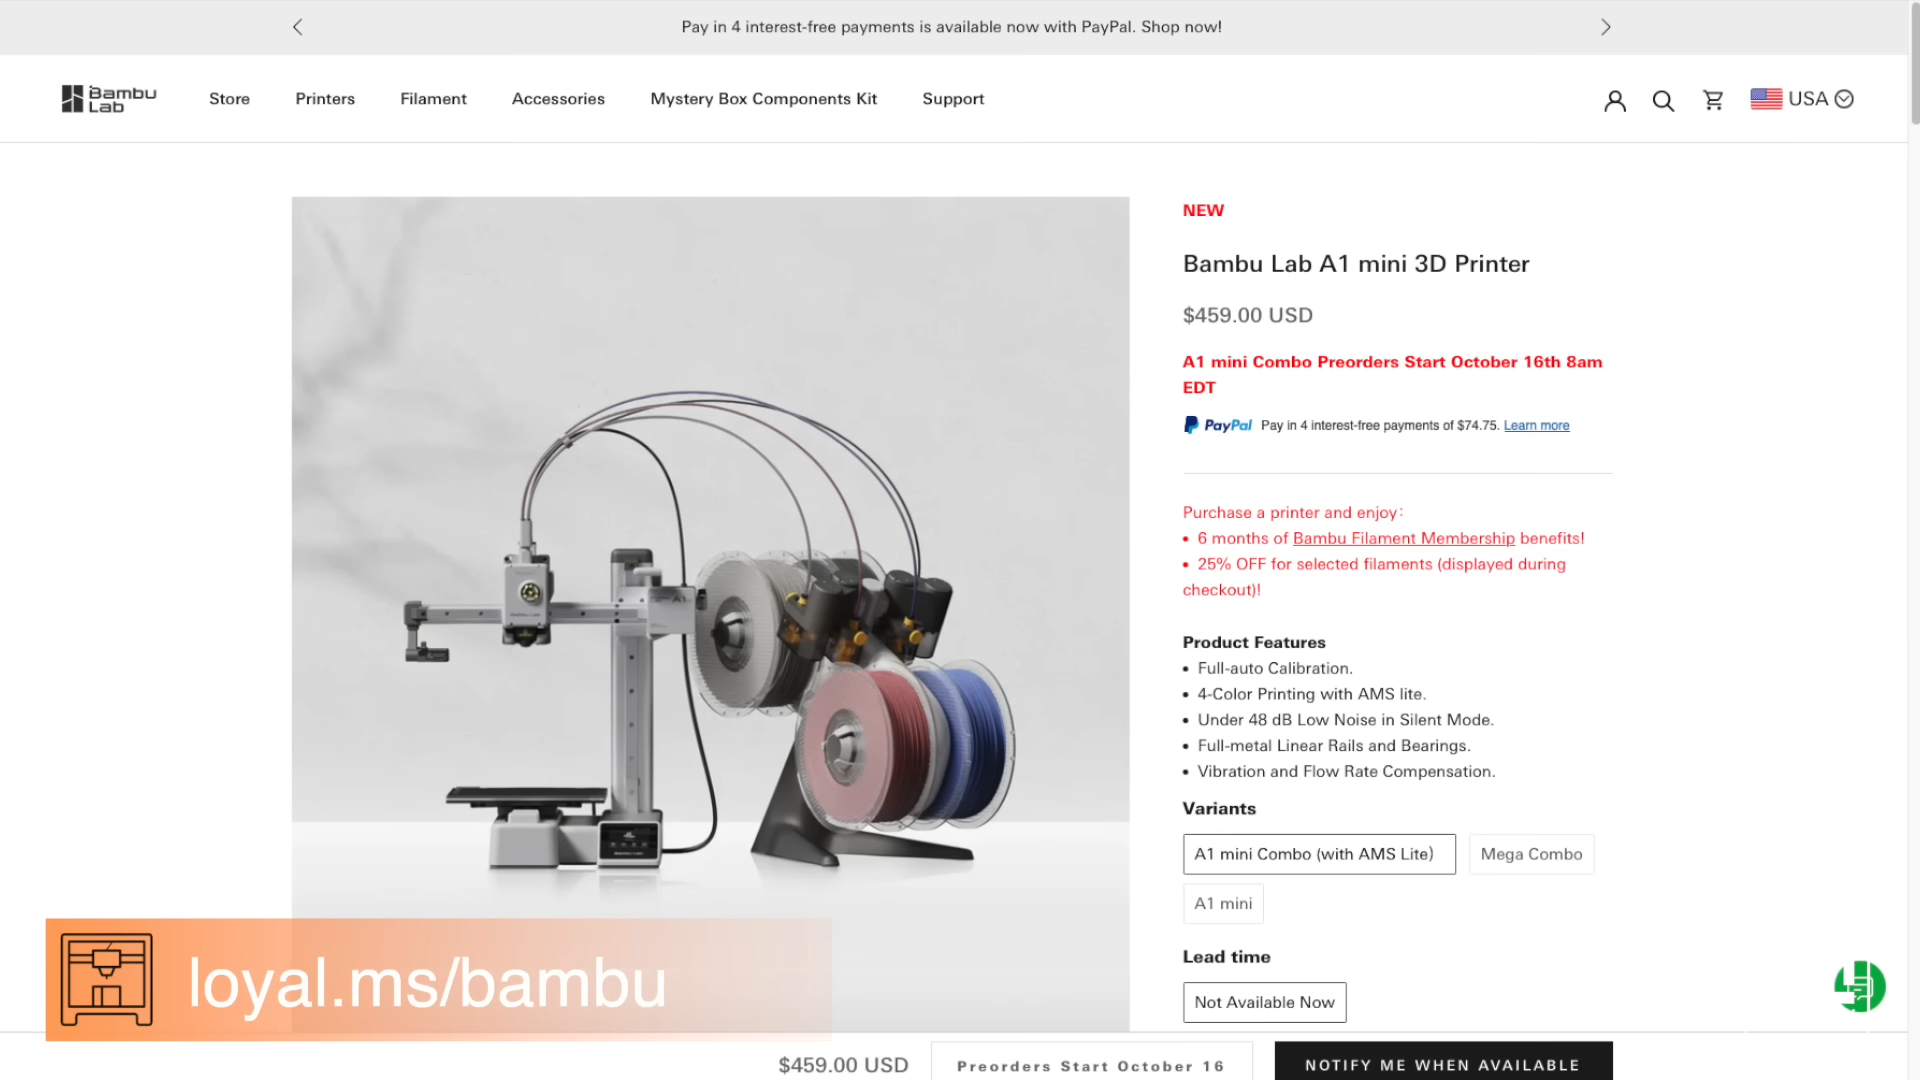 Pay in 4 interest-free payments is available now with PayPal. Shop now!
Bambu
Lab
Store
Printers
Filament
Accessories
Mystery Box Components Kit
Support
USA
NEW
Bambu Lab A1 mini 3D Printer
$459.00 USD
A1 mini Combo Preorders Start October 16th 8am
EDT
PayPal Pay in 4 interest-free payments of $74.75. Learn more
Purchase a printer and enjoy:
• 6 months of Bambu Filament Membership benefits!
• 25% OFF for selected filaments (displayed during
checkout)!
Product Features
• Full-auto Calibration.
• 4-Color Printing with AMS lite.
• Under 48 dB Low Noise in Silent Mode.
• Full-metal Linear Rails and Bearings.
• Vibration and Flow Rate Compensation.
Variants
A1 mini Combo (with AMS Lite)
Mega Combo
A1 mini
Lead time
Not Available Now
A1
loyal.ms/bambu
$459.00 USD
Preorders Start October 16
NOTIFY ME WHEN AVAILABLE